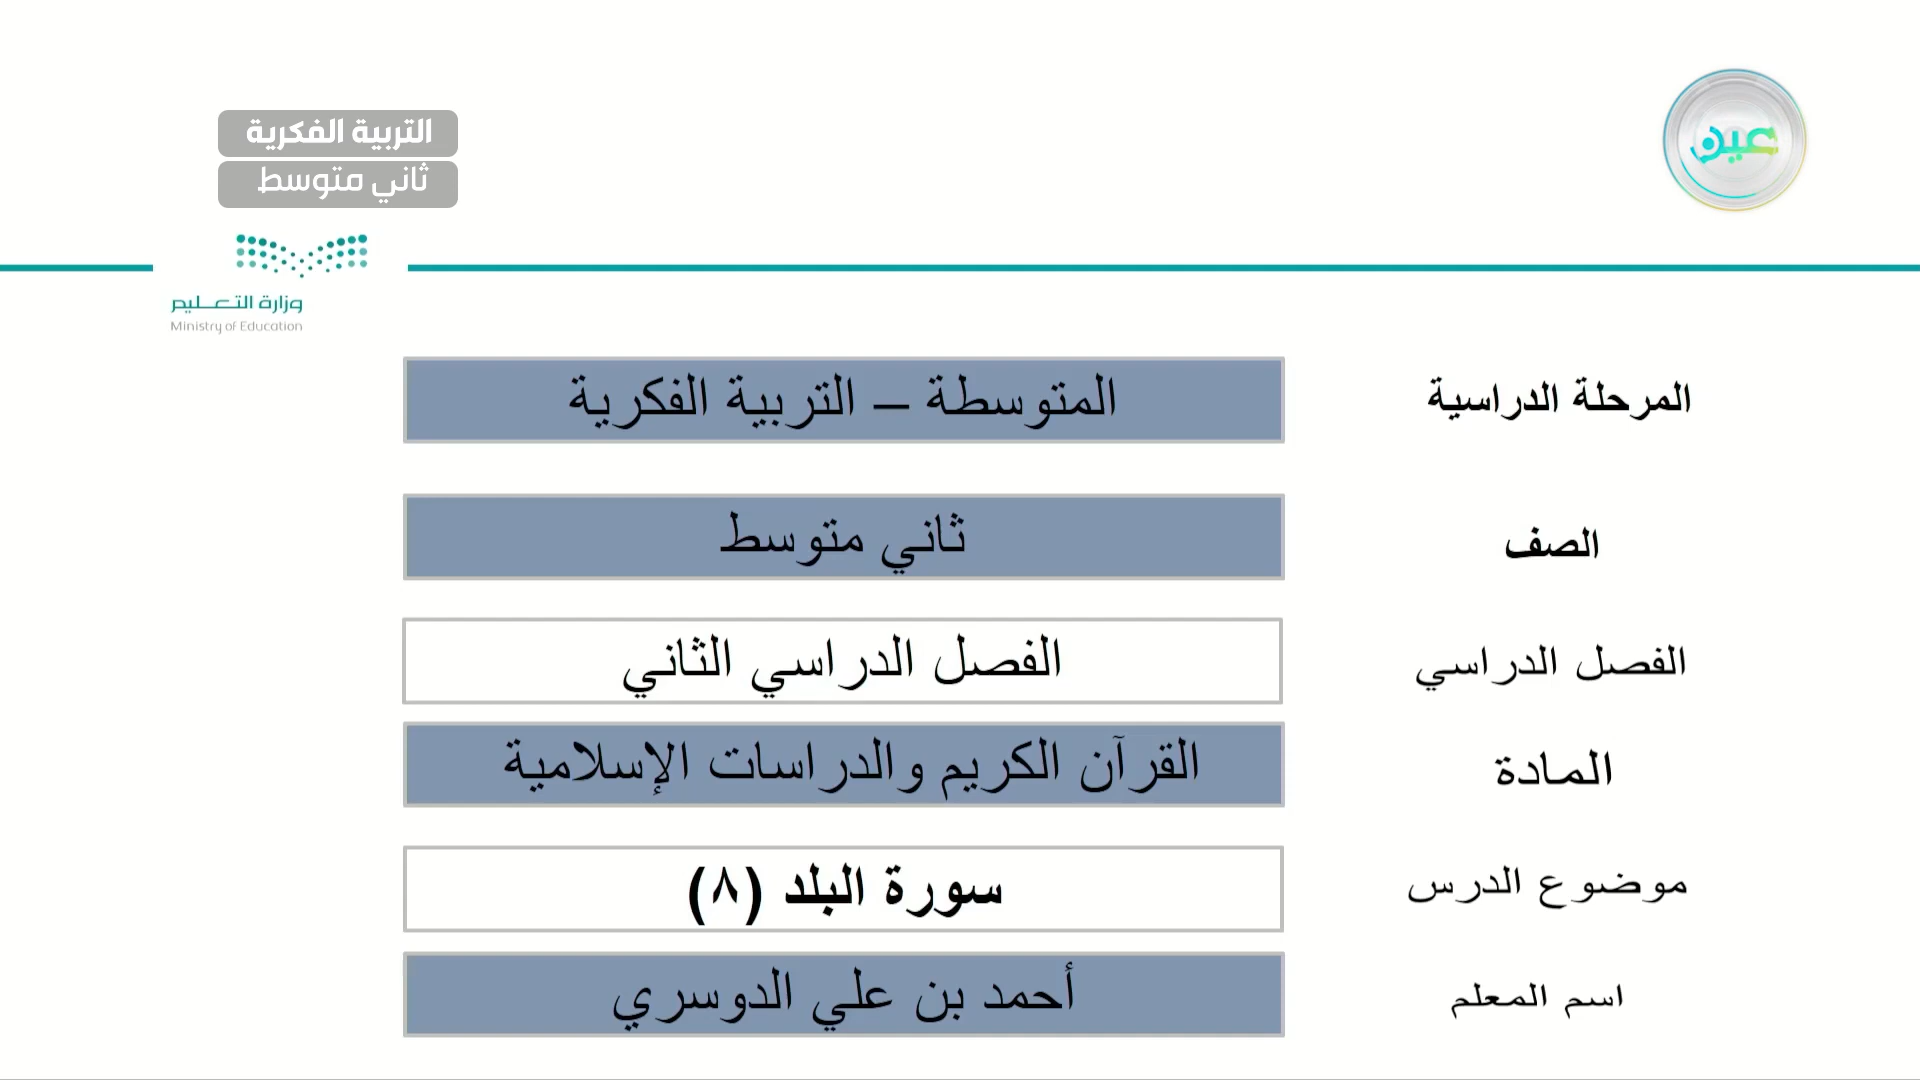 عين
التربية الفكرية
ثاني متوسط
وزارة التعـليم
Ministry of Education
المرحلة الدراسية
المتوسطة – التربية الفكرية
الصف
ثاني متوسط
الفصل الدراسي
الفصل الدراسي الثاني
المادة
القرآن الكريم والدراسات الإسلامية
موضوع الدرس
سورة البلد (٨)
اسم المعلم
أحمد بن علي الدوسري